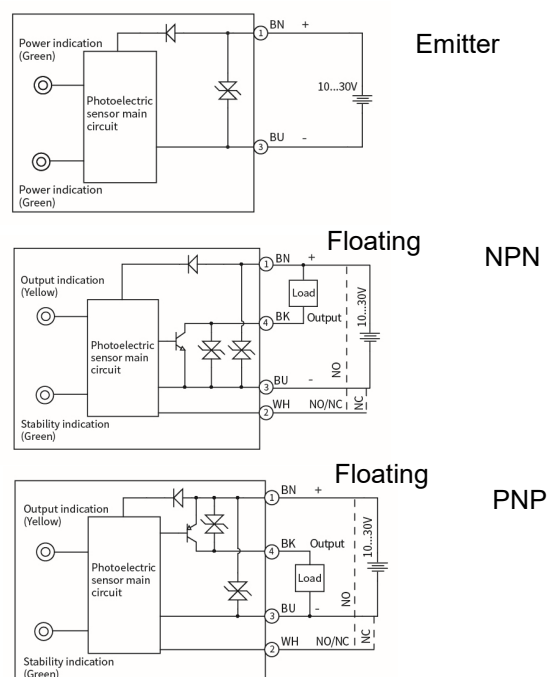 Power indication
(Green)
Photoelectric
sensor main
circuit
Power indication
(Green)
1 BN +
10...30V
3 BU -
Emitter
Floating
NPN
Output indication
(Yellow)
Photoelectric
sensor main
circuit
Stability indication
(Green)
1 BN +
Load
4 BK Output
10...30V
NO
3 BU -
2 WH NO/NC
NC
Floating
PNP
Output indication
(Yellow)
Photoelectric
sensor main
circuit
Stability indication
(Green)
1 BN +
4 BK Output
10...30V
Load
NO
3 BU -
2 WH NO/NC
NC